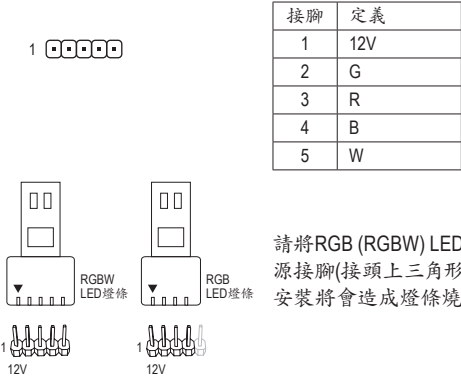 1
接腳 定義
1 12V
2 G
3 R
4 B
5 W
RGBW
LED燈條
RGB
LED燈條
1
12V
1
12V
請將RGB (RGBW) LED
源接腳(接頭上三角形
安裝將會造成燈條燒